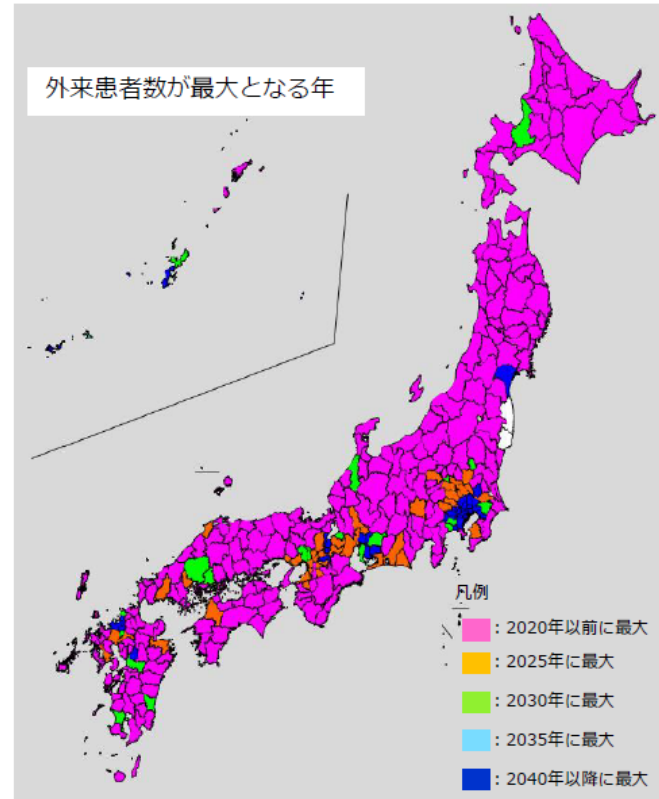 外来患者数が最大となる年
凡例
：2020年以前に最大
：2025年に最大
：2030年に最大
：2035年に最大
：2040年以降に最大